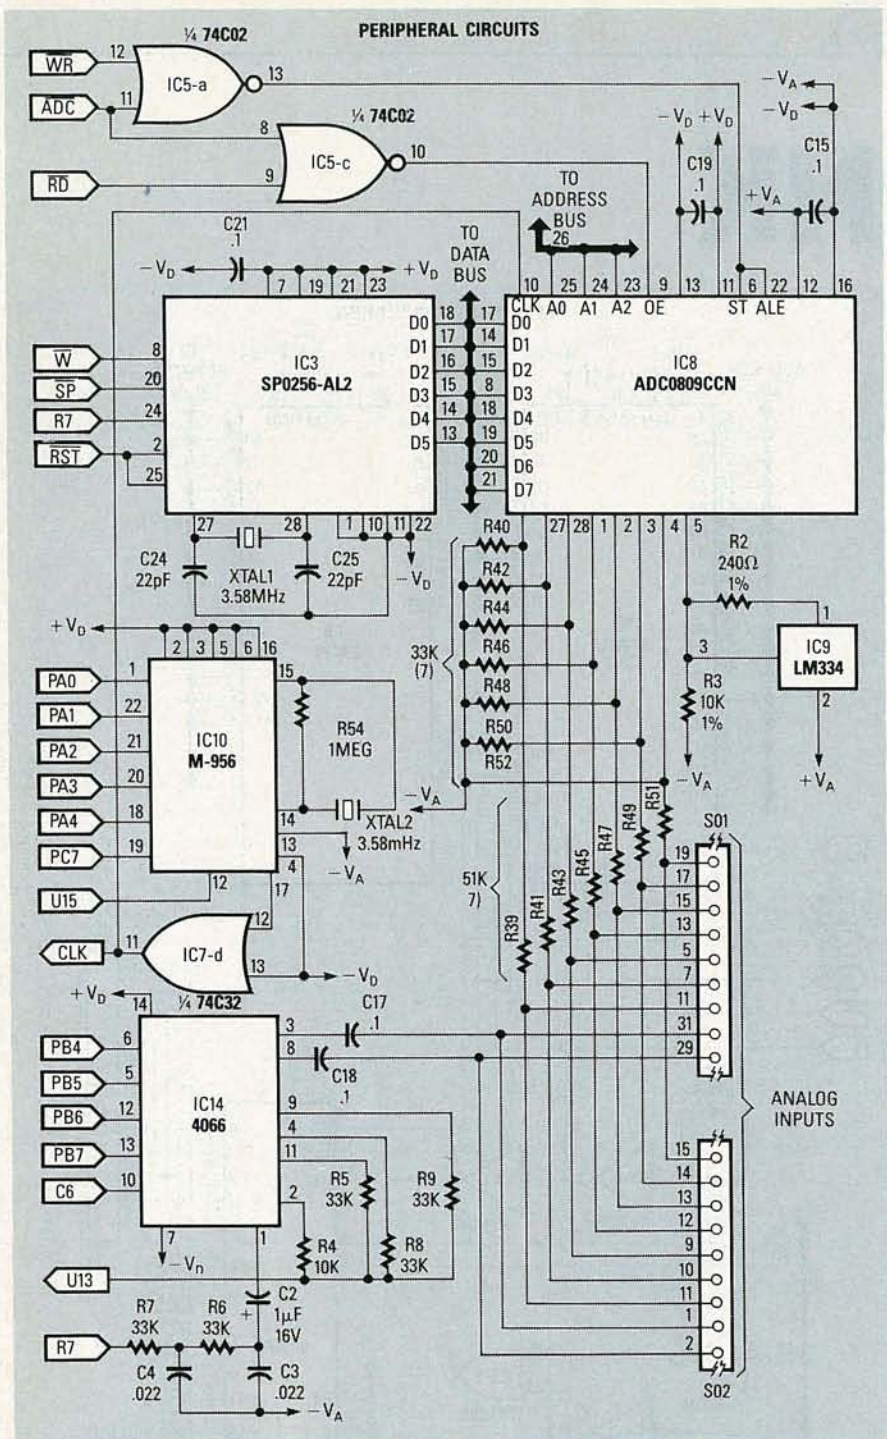 PERIPHERAL CIRCUITS
¼ 74C02
WR
12
IC5-a
13
ADC
11
¼ 74C02
8
IC5-c
10
RD
9
−VA
−VD
−VD +VD
C19
.1
C15
.1
+VA
TO
ADDRESS
BUS
26
C21
.1
−VD
+VD
TO
DATA
BUS
7 19 21 23
10 25 24 23 9 13 11 6 22 12 16
CLK A0 A1 A2 OE ST ALE
IC3
SP0256-AL2
IC8
ADC0809CCN
W
8
SP
20
R7
24
RST
2
25
D0 18 17 D0
D1 17 14 D1
D2 16 15 D2
D3 15 8 D3
D4 14 18 D4
D5 13 19 D5
20 D6
21 D7
27 28 1 10 11 22
27 28 1 2 3 4 5
C24
22pF
XTAL1
3.58MHz
C25
22pF
−VD
R40
R42
R44
R46
R48
R50
R52
33K
(7)
R2
240Ω
1%
1
IC9
LM334
3
2
R3
10K
1%
−VA
+VA
+VD
2 3 5 6 16
PA0
1
PA1
22
PA2
21
PA3
20
PA4
18
PC7
19
U15
12
IC10
M-956
15
R54
1MEG
14
XTAL2
3.58mHz
13
4
17
−VA
−VA
51K
7)
R39
R41
R43
R45
R47
R49
R51
S01
19
17
15
13
5
7
11
31
29
CLK
11
IC7-d
12
13
−VD
¼ 74C32
+VD
14
PB4
6
PB5
5
PB6
12
PB7
13
C6
10
IC14
4066
3
8
9
4
11
2
7
1
−Vn
C17
.1
C18
.1
R5
33K
R9
33K
R4
10K
R8
33K
U13
C2
1µF
16V
+
R7
R7
33K
R6
33K
C4
.022
C3
.022
−VA
ANALOG
INPUTS
15
14
13
12
9
10
11
1
2
S02